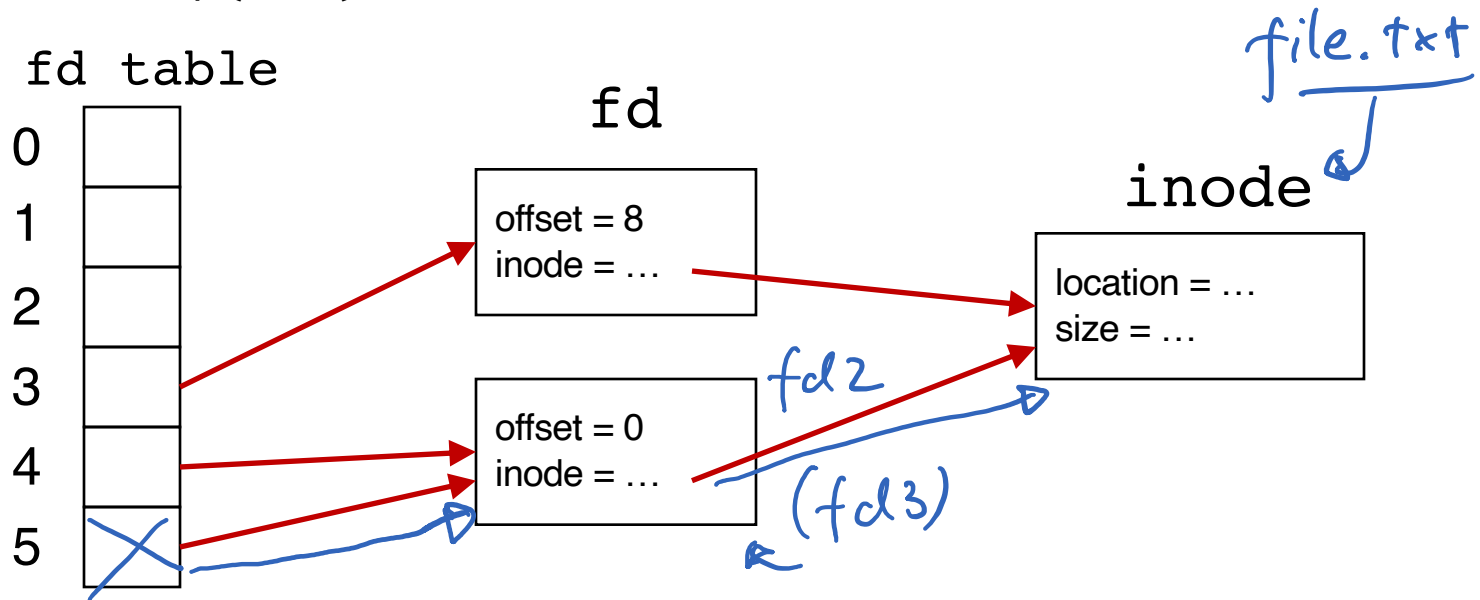 file.txt
fd table
fd
inode
0
1
2
3
4
5
offset = 8
inode = …
location = …
size = …
fd2
offset = 0
inode = …
(fd3)